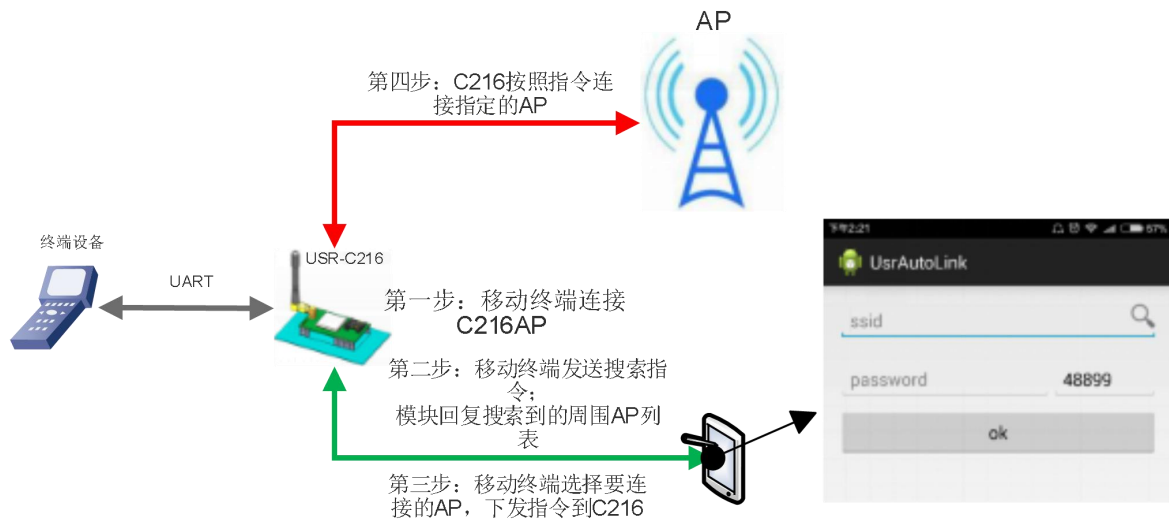 AP
第四步：C216按照指令连
接指定的AP
终端设备
UART
USR-C216
第一步：移动终端连接
C216AP
第二步：移动终端发送搜索指
令；
模块回复搜索到的周围AP列
表
第三步：移动终端选择要连
接的AP，下发指令到C216
下午2:21
67%
UsrAutoLink
ssid
password
48899
ok